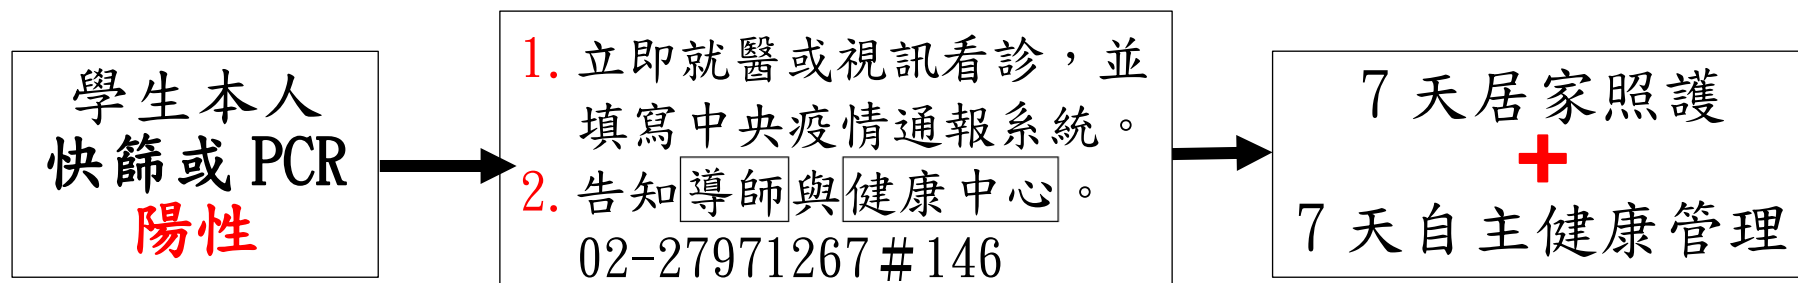 學生本人
快篩或 PCR
陽性
1. 立即就醫或視訊看診，並
填寫中央疫情通報系統。
2. 告知導師與健康中心。
02-27971267＃146
7 天居家照護
+
7 天自主健康管理